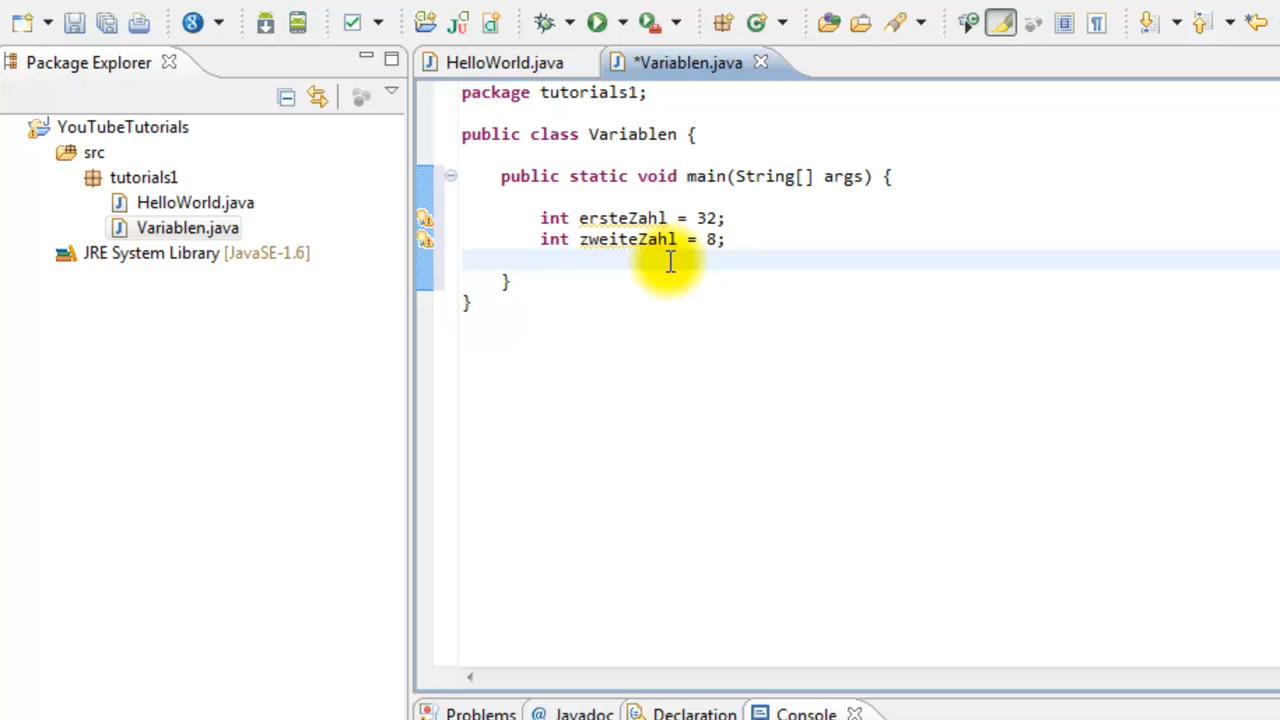 Package Explorer
HelloWorld.java
*Variablen.java
YouTubeTutorials
src
tutorials1
HelloWorld.java
Variablen.java
JRE System Library [JavaSE-1.6]
package tutorials1;
public class Variablen {
public static void main(String[] args) {
int ersteZahl = 32;
int zweiteZahl = 8;
}
}
Problems
@ Javadoc
Declaration
Console